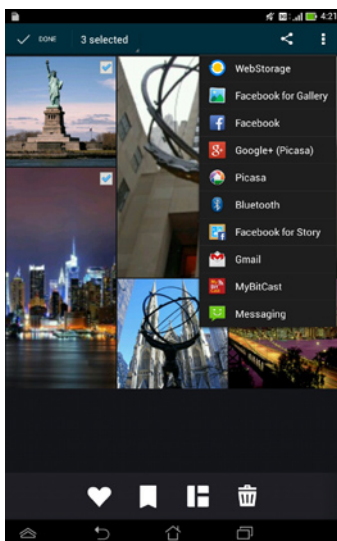 4:21
DONE
3 selected
WebStorage
Facebook for Gallery
Facebook
Google+ (Picasa)
Picasa
Bluetooth
Facebook for Story
Gmail
MyBitCast
Messaging